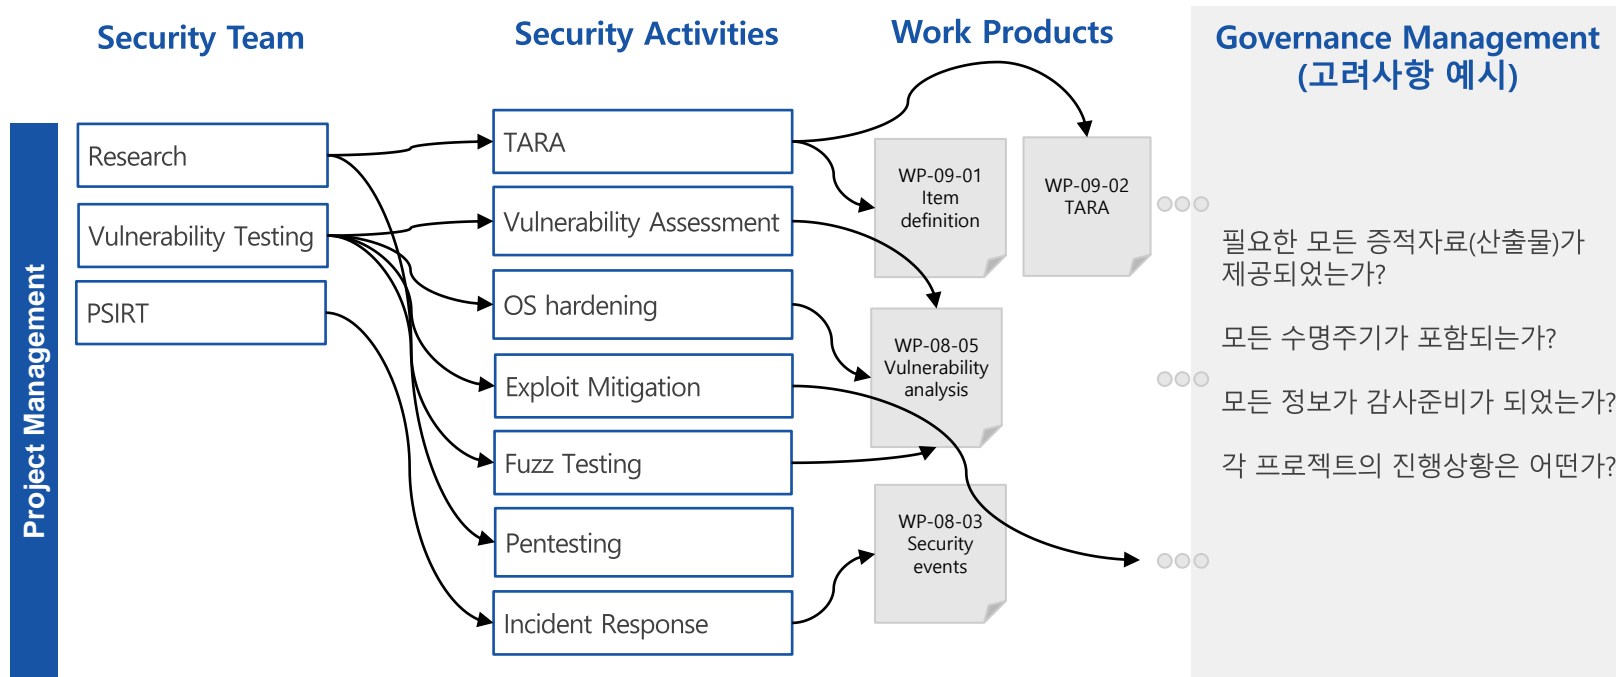 Security Team
Security Activities
Work Products
Governance Management
(고려사항 예시)
Project Management
Research
Vulnerability Testing
PSIRT
TARA
Vulnerability Assessment
OS hardening
Exploit Mitigation
Fuzz Testing
Pentesting
Incident Response
WP-09-01
Item
definition
WP-09-02
TARA
WP-08-05
Vulnerability
analysis
WP-08-03
Security
events
필요한 모든 증적자료(산출물)가
제공되었는가?
모든 수명주기가 포함되는가?
모든 정보가 감사준비가 되었는가?
각 프로젝트의 진행상황은 어떤가?